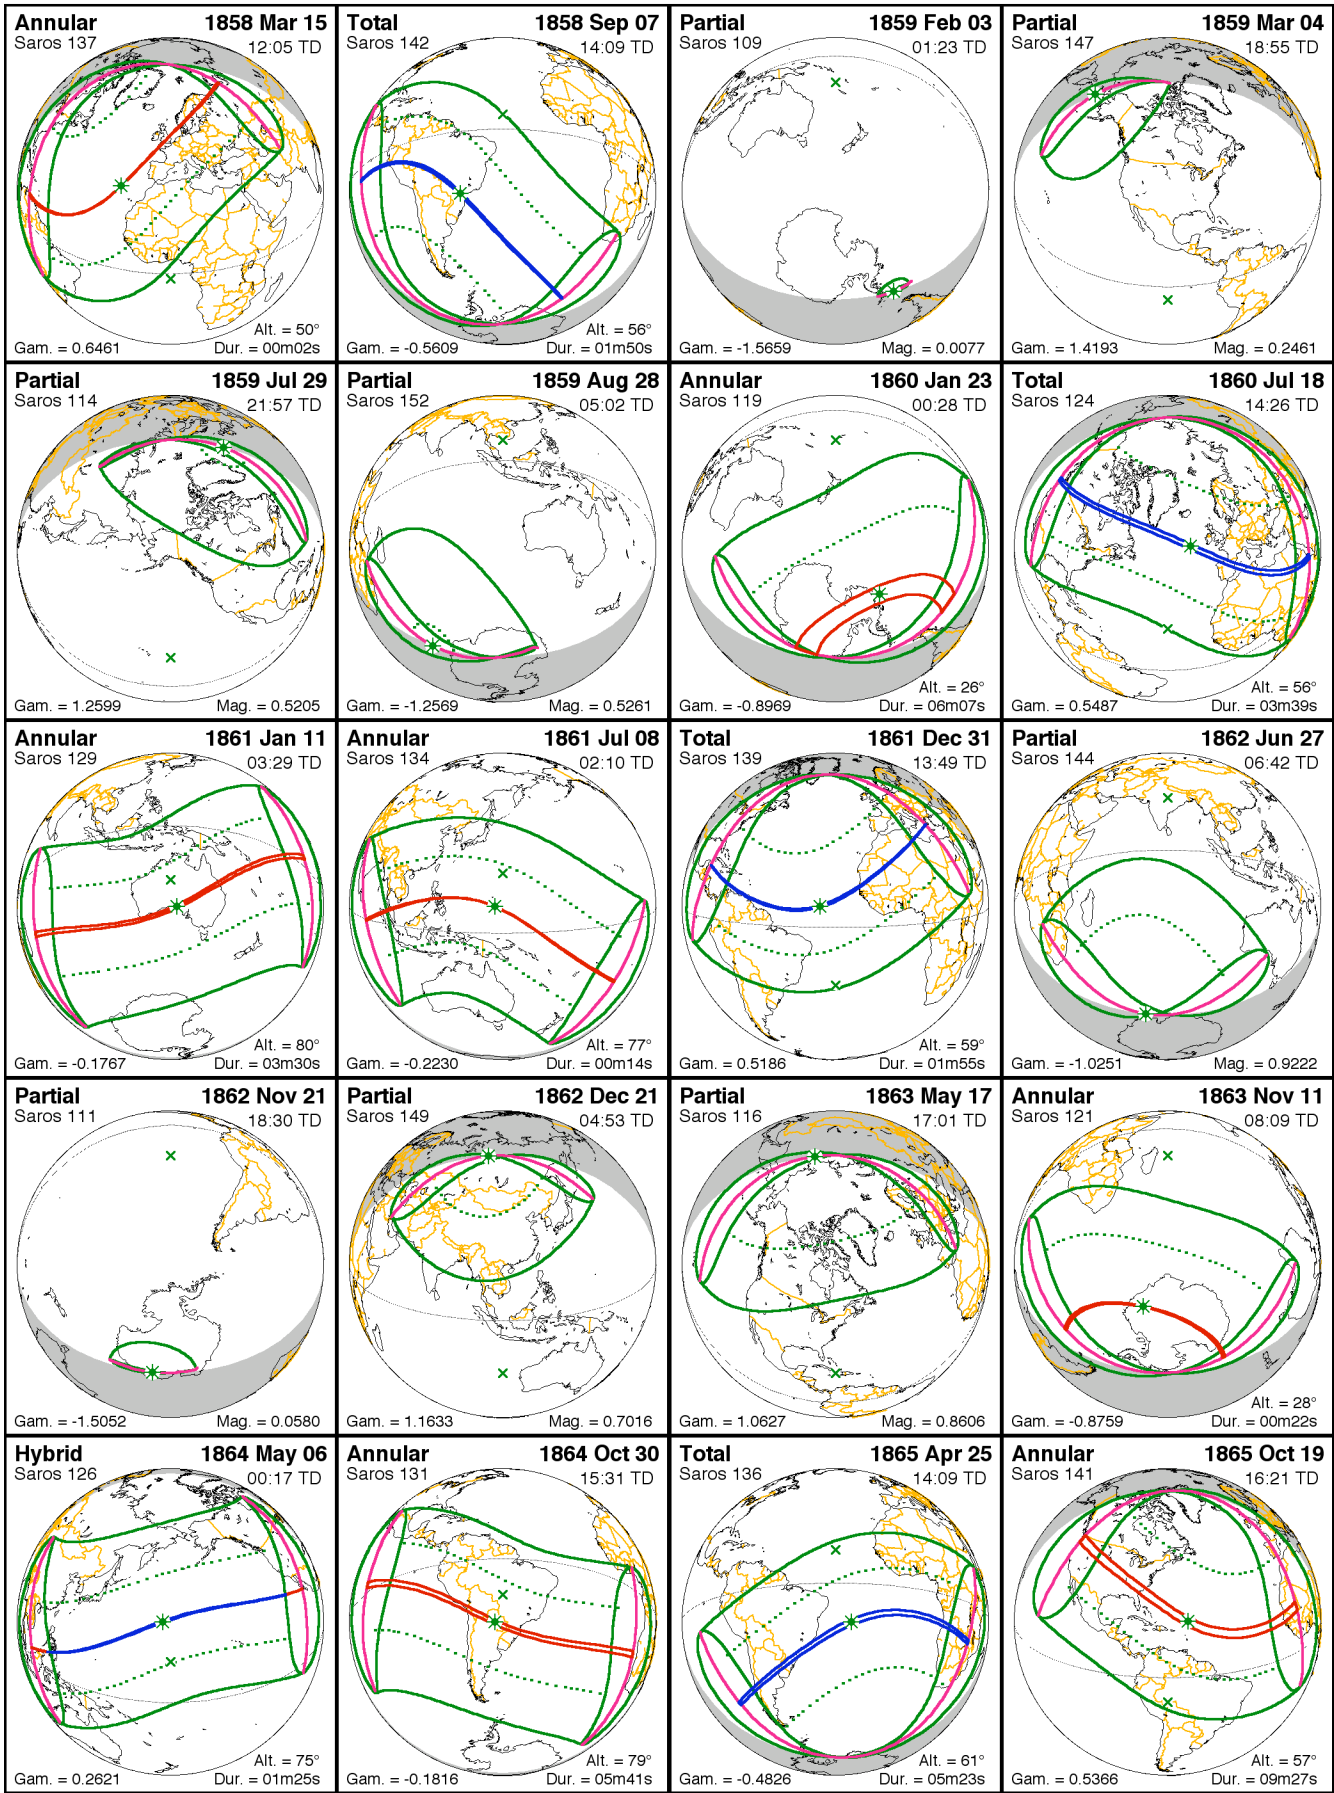 Annular 1858 Mar 15
Saros 137 12:05 TD
Alt. = 50°
Gam. = 0.6461 Dur. = 00m02s
Total 1858 Sep 07
Saros 142 14:09 TD
Alt. = 56°
Gam. = -0.5609 Dur. = 01m50s
Partial 1859 Feb 03
Saros 109 01:23 TD
Gam. = -1.5659 Mag. = 0.0077
Partial 1859 Mar 04
Saros 147 18:55 TD
Gam. = 1.4193 Mag. = 0.2461
Partial 1859 Jul 29
Saros 114 21:57 TD
Gam. = 1.2599 Mag. = 0.5205
Partial 1859 Aug 28
Saros 152 05:02 TD
Gam. = -1.2569 Mag. = 0.5261
Annular 1860 Jan 23
Saros 119 00:28 TD
Alt. = 26°
Gam. = -0.8969 Dur. = 06m07s
Total 1860 Jul 18
Saros 124 14:26 TD
Alt. = 56°
Gam. = 0.5487 Dur. = 03m39s
Annular 1861 Jan 11
Saros 129 03:29 TD
Alt. = 80°
Gam. = -0.1767 Dur. = 03m30s
Annular 1861 Jul 08
Saros 134 02:10 TD
Alt. = 77°
Gam. = -0.2230 Dur. = 00m14s
Total 1861 Dec 31
Saros 139 13:49 TD
Alt. = 59°
Gam. = 0.5186 Dur. = 01m55s
Partial 1862 Jun 27
Saros 144 06:42 TD
Gam. = -1.0251 Mag. = 0.9222
Partial 1862 Nov 21
Saros 111 18:30 TD
Gam. = -1.5052 Mag. = 0.0580
Partial 1862 Dec 21
Saros 149 04:53 TD
Gam. = 1.1633 Mag. = 0.7016
Partial 1863 May 17
Saros 116 17:01 TD
Gam. = 1.0627 Mag. = 0.8606
Annular 1863 Nov 11
Saros 121 08:09 TD
Alt. = 28°
Gam. = -0.8759 Dur. = 00m22s
Hybrid 1864 May 06
Saros 126 00:17 TD
Alt. = 75°
Gam. = 0.2621 Dur. = 01m25s
Annular 1864 Oct 30
Saros 131 15:31 TD
Alt. = 79°
Gam. = -0.1816 Dur. = 05m41s
Total 1865 Apr 25
Saros 136 14:09 TD
Alt. = 61°
Gam. = -0.4826 Dur. = 05m23s
Annular 1865 Oct 19
Saros 141 16:21 TD
Alt. = 57°
Gam. = 0.5366 Dur. = 09m27s